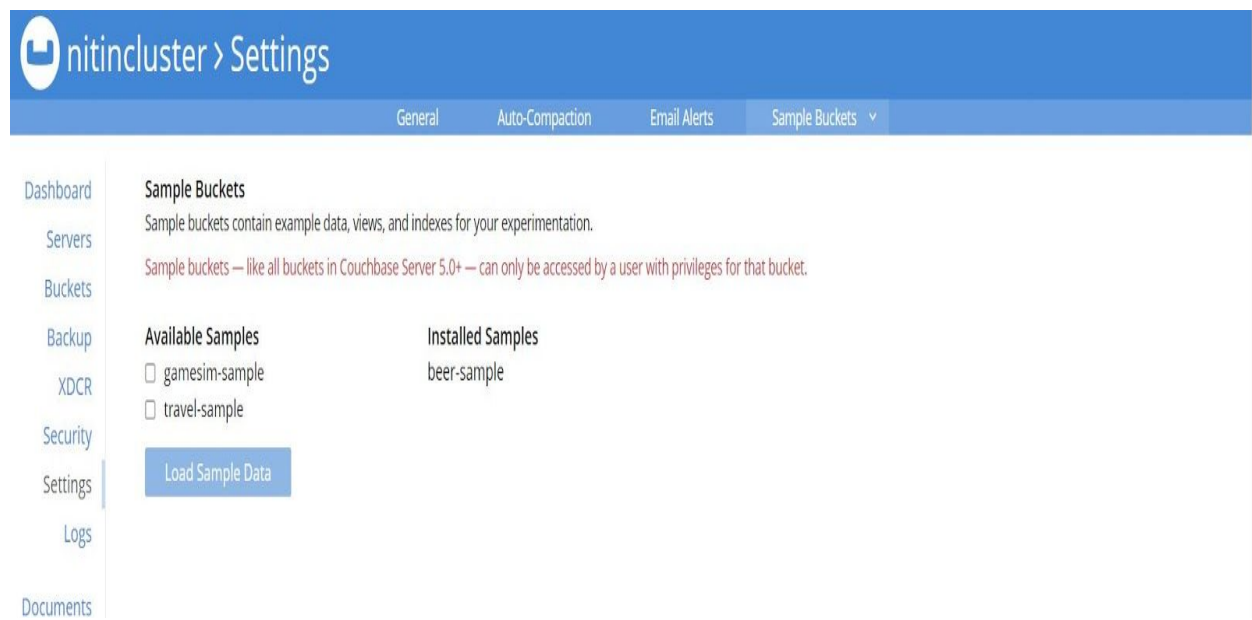 nitincluster > Settings
General Auto-Compaction Email Alerts Sample Buckets
Dashboard
Servers
Buckets
Backup
XDCR
Security
Settings
Logs
Documents
Sample Buckets
Sample buckets contain example data, views, and indexes for your experimentation.
Sample buckets — like all buckets in Couchbase Server 5.0+ — can only be accessed by a user with privileges for that bucket.
Available Samples
gamesim-sample
travel-sample
Load Sample Data
Installed Samples
beer-sample